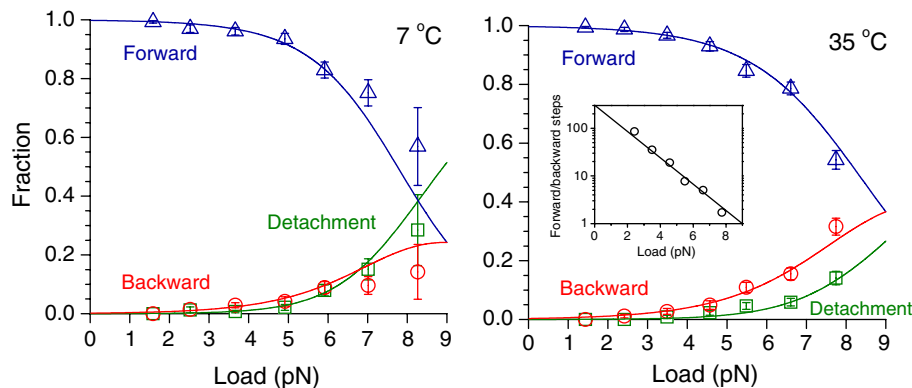 7 °C
Forward
Detachment
Backward
Fraction
1.0
0.8
0.6
0.4
0.2
0.0
0 1 2 3 4 5 6 7 8 9
Load (pN)
35 °C
Forward
Backward
Detachment
1.0
0.8
0.6
0.4
0.2
0.0
0 1 2 3 4 5 6 7 8 9
Load (pN)
Forward/backward steps
100
10
1
0 2 4 6 8
Load (pN)